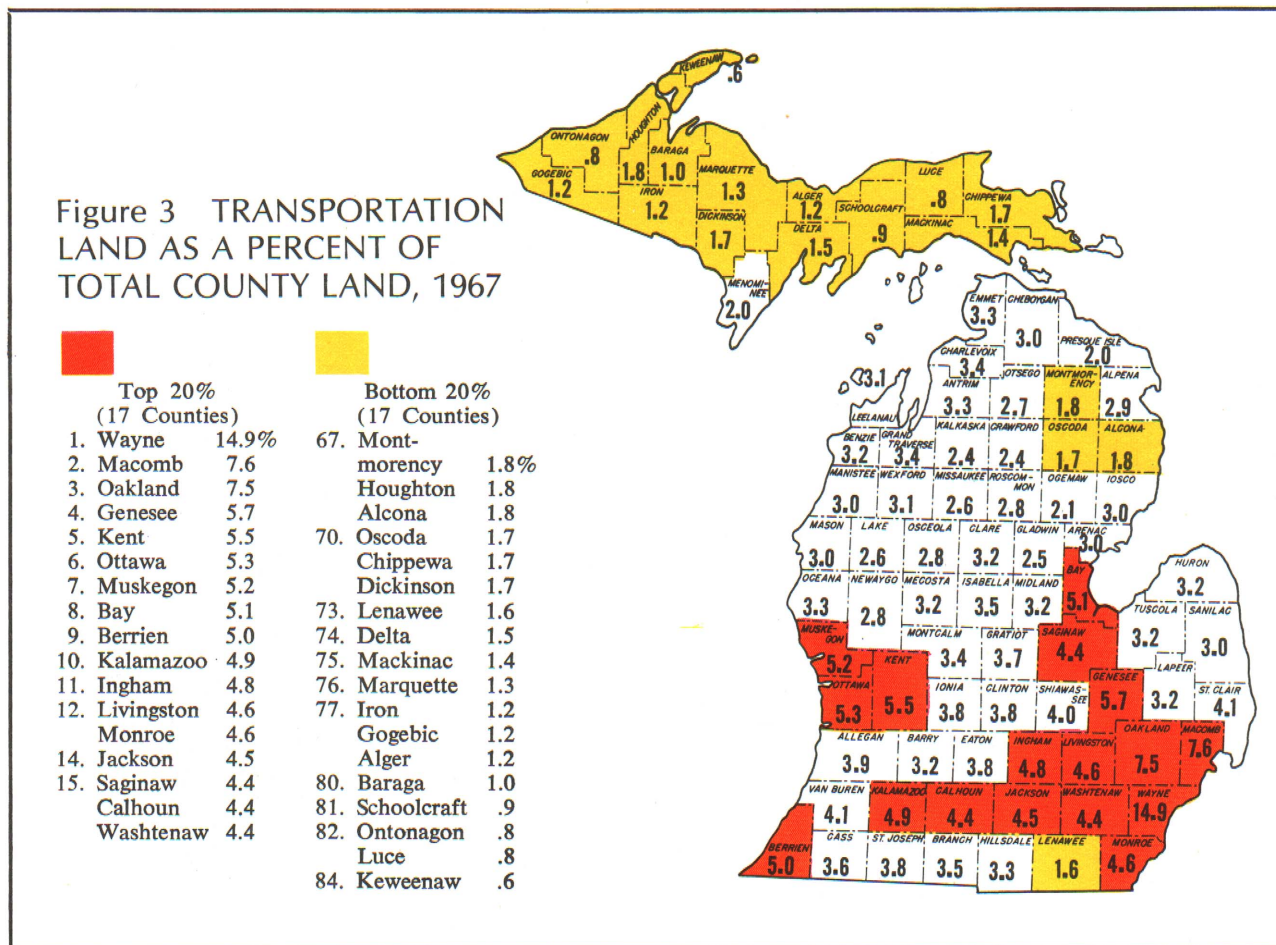 Figure 3 TRANSPORTATION
LAND AS A PERCENT OF
TOTAL COUNTY LAND, 1967
Top 20%
(17 Counties)
1. Wayne 14.9%
2. Macomb 7.6
3. Oakland 7.5
4. Genesee 5.7
5. Kent 5.5
6. Ottawa 5.3
7. Muskegon 5.2
8. Bay 5.1
9. Berrien 5.0
10. Kalamazoo 4.9
11. Ingham 4.8
12. Livingston 4.6
Monroe 4.6
14. Jackson 4.5
15. Saginaw 4.4
Calhoun 4.4
Washtenaw 4.4
Bottom 20%
(17 Counties)
67. Mont-
morency 1.8%
Houghton 1.8
Alcona 1.8
70. Oscoda 1.7
Chippewa 1.7
Dickinson 1.7
73. Lenawee 1.6
74. Delta 1.5
75. Mackinac 1.4
76. Marquette 1.3
77. Iron 1.2
Gogebic 1.2
Alger 1.2
80. Baraga 1.0
81. Schoolcraft .9
82. Ontonagon .8
Luce .8
84. Keweenaw .6
KEWEENAW
.6
HOUGHTON
1.8
ONTONAGON
.8
BARAGA
1.0
GOGEBIC
1.2
IRON
1.2
MARQUETTE
1.3
DICKINSON
1.7
MENOMI-
NEE
2.0
ALGER
1.2
DELTA
1.5
SCHOOLCRAFT
.9
LUCE
.8
MACKINAC
1.4
CHIPPEWA
1.7
EMMET
3.3
CHEBOYGAN
3.0
PRESQUE ISLE
2.0
CHARLEVOIX
3.4
3.1
LEELANAU
ANTRIM
3.3
OTSEGO
2.7
MONTMOR-
ENCY
1.8
ALPENA
2.9
BENZIE
3.2
GRAND
TRAVERSE
3.4
KALKASKA
2.4
CRAWFORD
2.4
OSCODA
1.7
ALCONA-
1.8
MANISTEE
3.0
WEXFORD
3.1
MISSAUKEE
2.6
ROSCOM-
MON
2.8
OGEMAW
2.1
IOSCO
3.0
MASON
3.0
LAKE
2.6
OSCEOLA
2.8
CLARE
3.2
GLADWIN
2.5
ARENAC
3.0
OCEANA
3.3
NEWAYGO
2.8
MECOSTA
3.2
ISABELLA
3.5
MIDLAND
3.2
BAY
5.1
HURON
3.2
MUSKE-
GON
5.2
MONTCALM
3.4
GRATIOT
3.7
SAGINAW
4.4
TUSCOLA
3.2
SANILAC
3.0
OTTAWA
5.3
KENT
5.5
IONIA
3.8
CLINTON
3.8
SHIAWAS-
SEE
4.0
GENESEE
5.7
LAPEER
3.2
ST. CLAIR
4.1
ALLEGAN
3.9
BARRY
3.2
EATON
3.8
INGHAM
4.8
LIVINGSTON
4.6
OAKLAND
7.5
MACOMB
7.6
VAN BUREN
4.1
KALAMAZOO
4.9
CALHOUN
4.4
JACKSON
4.5
WASHTENAW
4.4
WAYNE
14.9
BERRIEN
5.0
CASS
3.6
ST. JOSEPH
3.8
BRANCH
3.5
HILLSDALE
3.3
LENAWEE
1.6
MONROE
4.6